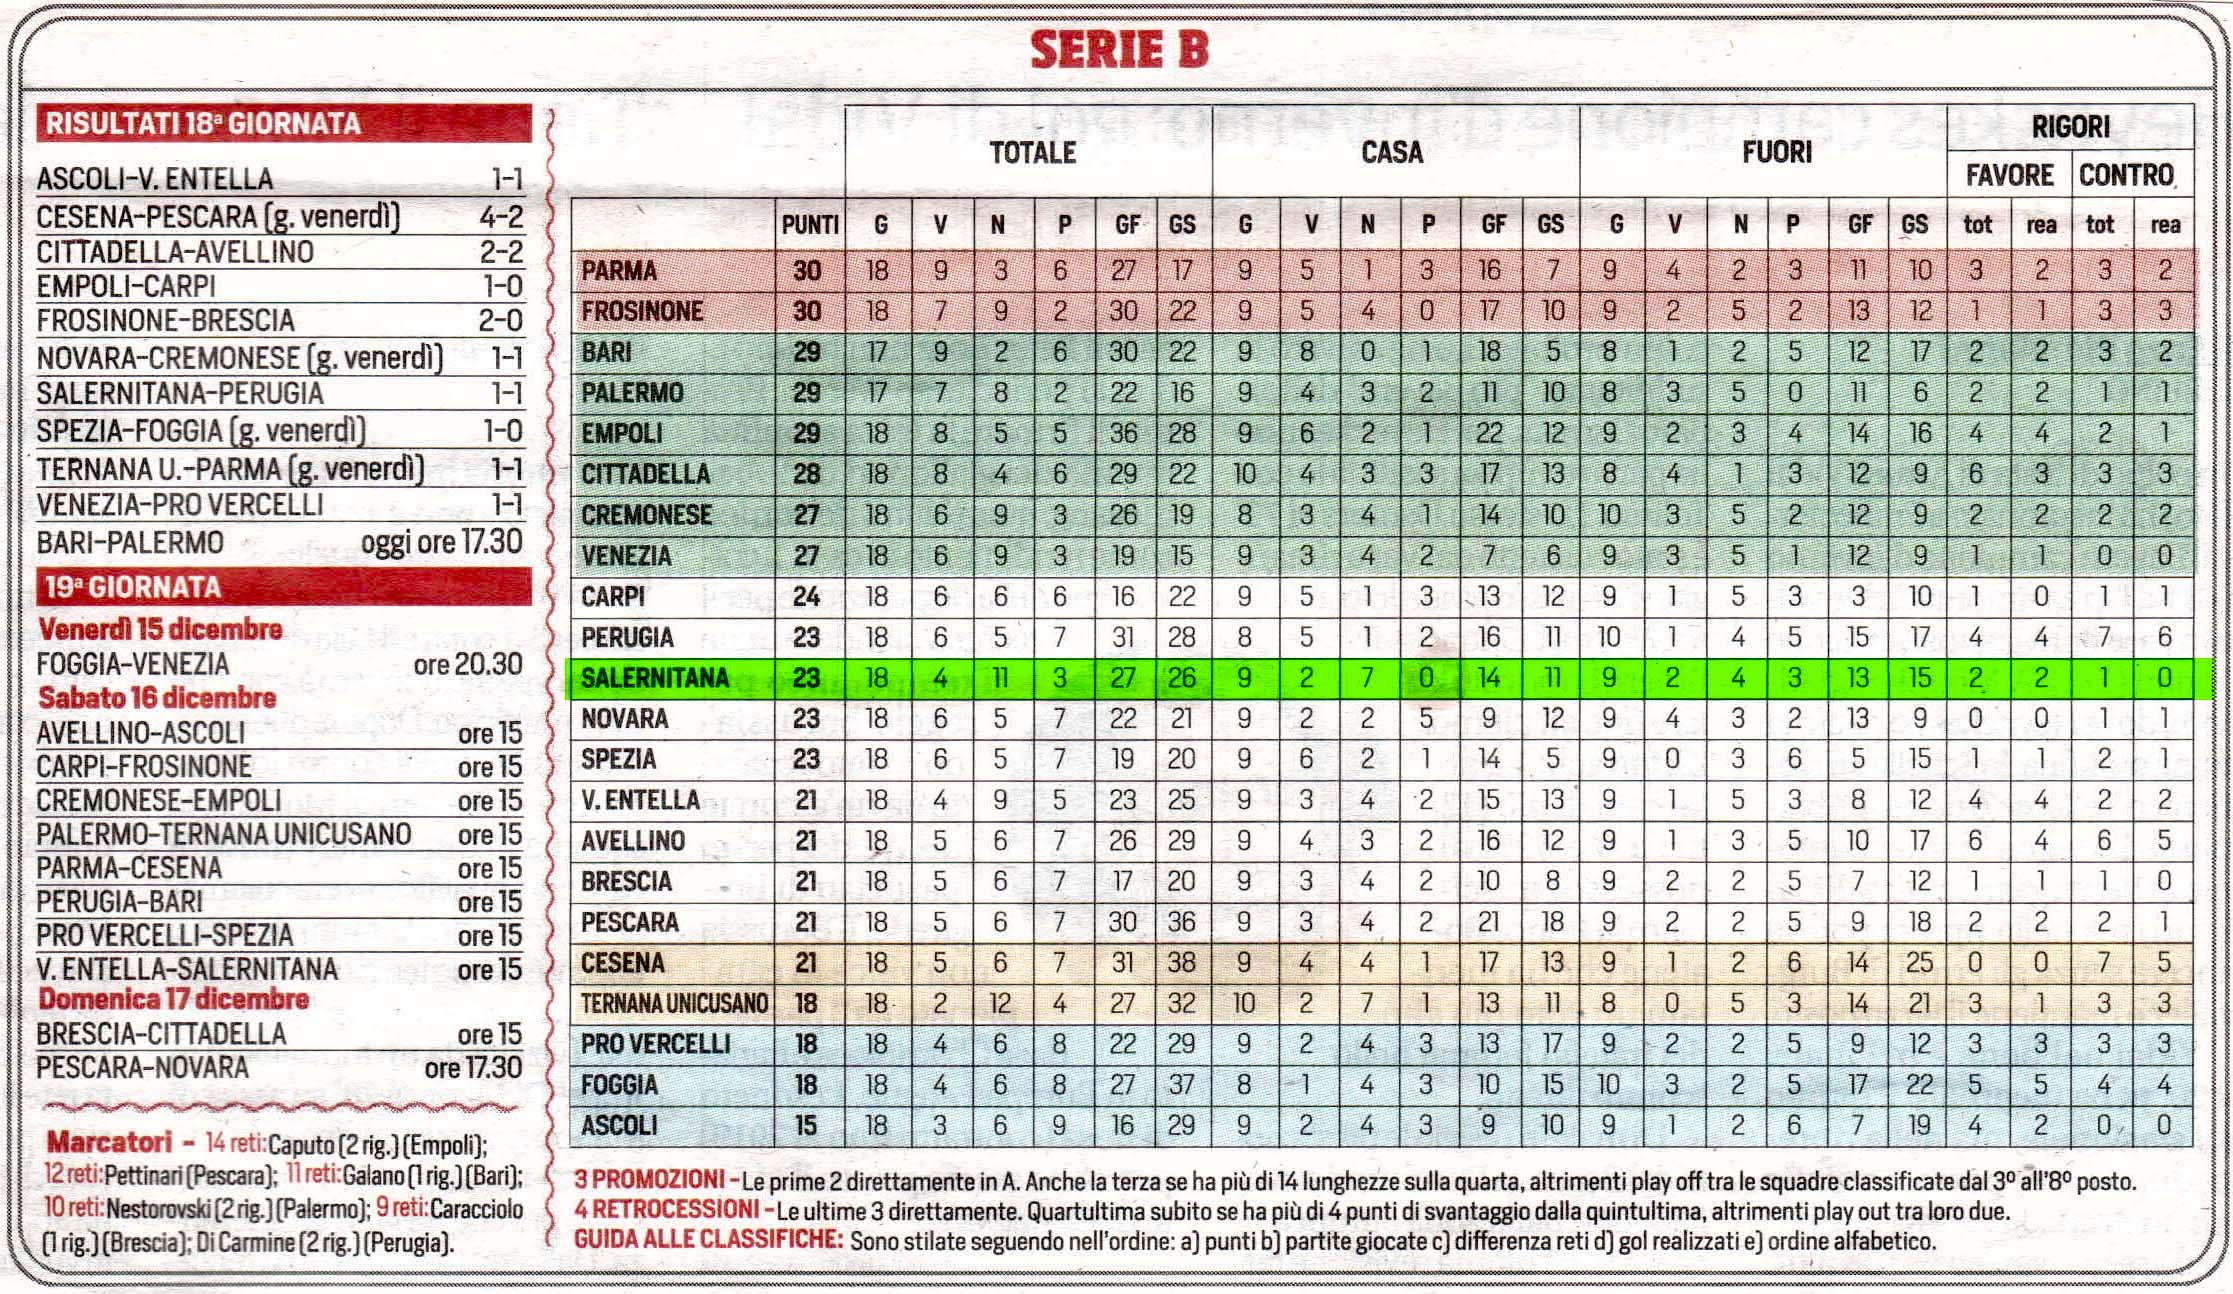 SERIE B
RISULTATI 18ª GIORNATA
ASCOLI-V. ENTELLA 1-1
CESENA-PESCARA (g. venerdì) 4-2
CITTADELLA-AVELLINO 2-2
EMPOLI-CARPI 1-0
FROSINONE-BRESCIA 2-0
NOVARA-CREMONESE (g. venerdì) 1-1
SALERNITANA-PERUGIA 1-1
SPEZIA-FOGGIA (g. venerdì) 1-0
TERNANA U.-PARMA (g. venerdì) 1-1
VENEZIA-PRO VERCELLI 1-1
BARI-PALERMO oggi ore 17.30
19ª GIORNATA
Venerdì 15 dicembre
FOGGIA-VENEZIA ore 20.30
Sabato 16 dicembre
AVELLINO-ASCOLI ore 15
CARPI-FROSINONE ore 15
CREMONESE-EMPOLI ore 15
PALERMO-TERNANA UNICUSANO ore 15
PARMA-CESENA ore 15
PERUGIA-BARI ore 15
PRO VERCELLI-SPEZIA ore 15
V. ENTELLA-SALERNITANA ore 15
Domenica 17 dicembre
BRESCIA-CITTADELLA ore 15
PESCARA-NOVARA ore 17.30
Marcatori - 14 reti: Caputo (2 rig.) (Empoli);
12 reti: Pettinari (Pescara); 11 reti: Galano (1 rig.) (Bari);
10 reti: Nestorovski (2 rig.) (Palermo); 9 reti: Caracciolo
(1 rig.) (Brescia); Di Carmine (2 rig.) (Perugia).
TOTALE CASA FUORI RIGORI
FAVORE CONTRO
PUNTI G V N P GF GS G V N P GF GS G V N P GF GS tot rea tot rea
PARMA 30 18 9 3 6 27 17 9 5 1 3 16 7 9 4 2 3 11 10 3 2 3 2
FROSINONE 30 18 7 9 2 30 22 9 5 4 0 17 10 9 2 5 2 13 12 1 1 3 3
BARI 29 17 9 2 6 30 22 9 8 0 1 18 5 8 1 2 5 12 17 2 2 3 2
PALERMO 29 17 7 8 2 22 16 9 4 3 2 11 10 8 3 5 0 11 6 2 2 1 1
EMPOLI 29 18 8 5 5 36 28 9 6 2 1 22 12 9 2 3 4 14 16 4 4 2 1
CITTADELLA 28 18 8 4 6 29 22 10 4 3 3 17 13 8 4 1 3 12 9 6 3 3 3
CREMONESE 27 18 6 9 3 26 19 8 3 4 1 14 10 10 3 5 2 12 9 2 2 2 2
VENEZIA 27 18 6 9 3 19 15 9 3 4 2 7 6 9 3 5 1 12 9 1 1 0 0
CARPI 24 18 6 6 6 16 22 9 5 1 3 13 12 9 1 5 3 3 10 1 0 1 1
PERUGIA 23 18 6 5 7 31 28 8 5 1 2 16 11 10 1 4 5 15 17 4 4 7 6
SALERNITANA 23 18 4 11 3 27 26 9 2 7 0 14 11 9 2 4 3 13 15 2 2 1 0
NOVARA 23 18 6 5 7 22 21 9 2 2 5 9 12 9 4 3 2 13 9 0 0 1 1
SPEZIA 23 18 6 5 7 19 20 9 6 2 1 14 5 9 0 3 6 5 15 1 1 2 1
V. ENTELLA 21 18 4 9 5 23 25 9 3 4 2 15 13 9 1 5 3 8 12 4 4 2 2
AVELLINO 21 18 5 6 7 26 29 9 4 3 2 16 12 9 1 3 5 10 17 6 4 6 5
BRESCIA 21 18 5 6 7 17 20 9 3 4 2 10 8 9 2 2 5 7 12 1 1 1 0
PESCARA 21 18 5 6 7 30 36 9 3 4 2 21 18 9 2 2 5 9 18 2 2 2 1
CESENA 21 18 5 6 7 31 38 9 4 4 1 17 13 9 1 2 6 14 25 0 0 7 5
TERNANA UNICUSANO 18 18 2 12 4 27 32 10 2 7 1 13 11 8 0 5 3 14 21 3 1 3 3
PRO VERCELLI 18 18 4 6 8 22 29 9 2 4 3 13 17 9 2 2 5 9 12 3 3 3 3
FOGGIA 18 18 4 6 8 27 37 8 1 4 3 10 15 10 3 2 5 17 22 5 5 4 4
ASCOLI 15 18 3 6 9 16 29 9 2 4 3 9 10 9 1 2 6 7 19 4 2 0 0
3 PROMOZIONI - Le prime 2 direttamente in A. Anche la terza se ha più di 14 lunghezze sulla quarta, altrimenti play off tra le squadre classificate dal 3º all'8º posto.
4 RETROCESSIONI - Le ultime 3 direttamente. Quartultima subito se ha più di 4 punti di svantaggio dalla quintultima, altrimenti play out tra loro due.
GUIDA ALLE CLASSIFICHE: Sono stilate seguendo nell'ordine: a) punti b) partite giocate c) differenza reti d) gol realizzati e) ordine alfabetico.